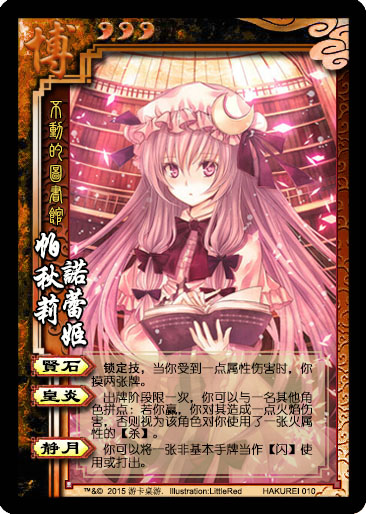 博
不動的圖書館
帕秋莉
諾蕾姬
賢石
锁定技，当你受到一点属性伤害时，你
摸两张牌。
皇炎
出牌阶段限一次，你可以与一名其他角
色拼点：若你赢，你对其造成一点火焰伤
害，否则视为该角色对你使用了一张火属
性的【杀】。
静月
你可以将一张非基本手牌当作【闪】使
用或打出。
™&© 2015 游卡桌游. Illustration:LittleRed HAKUREI 010